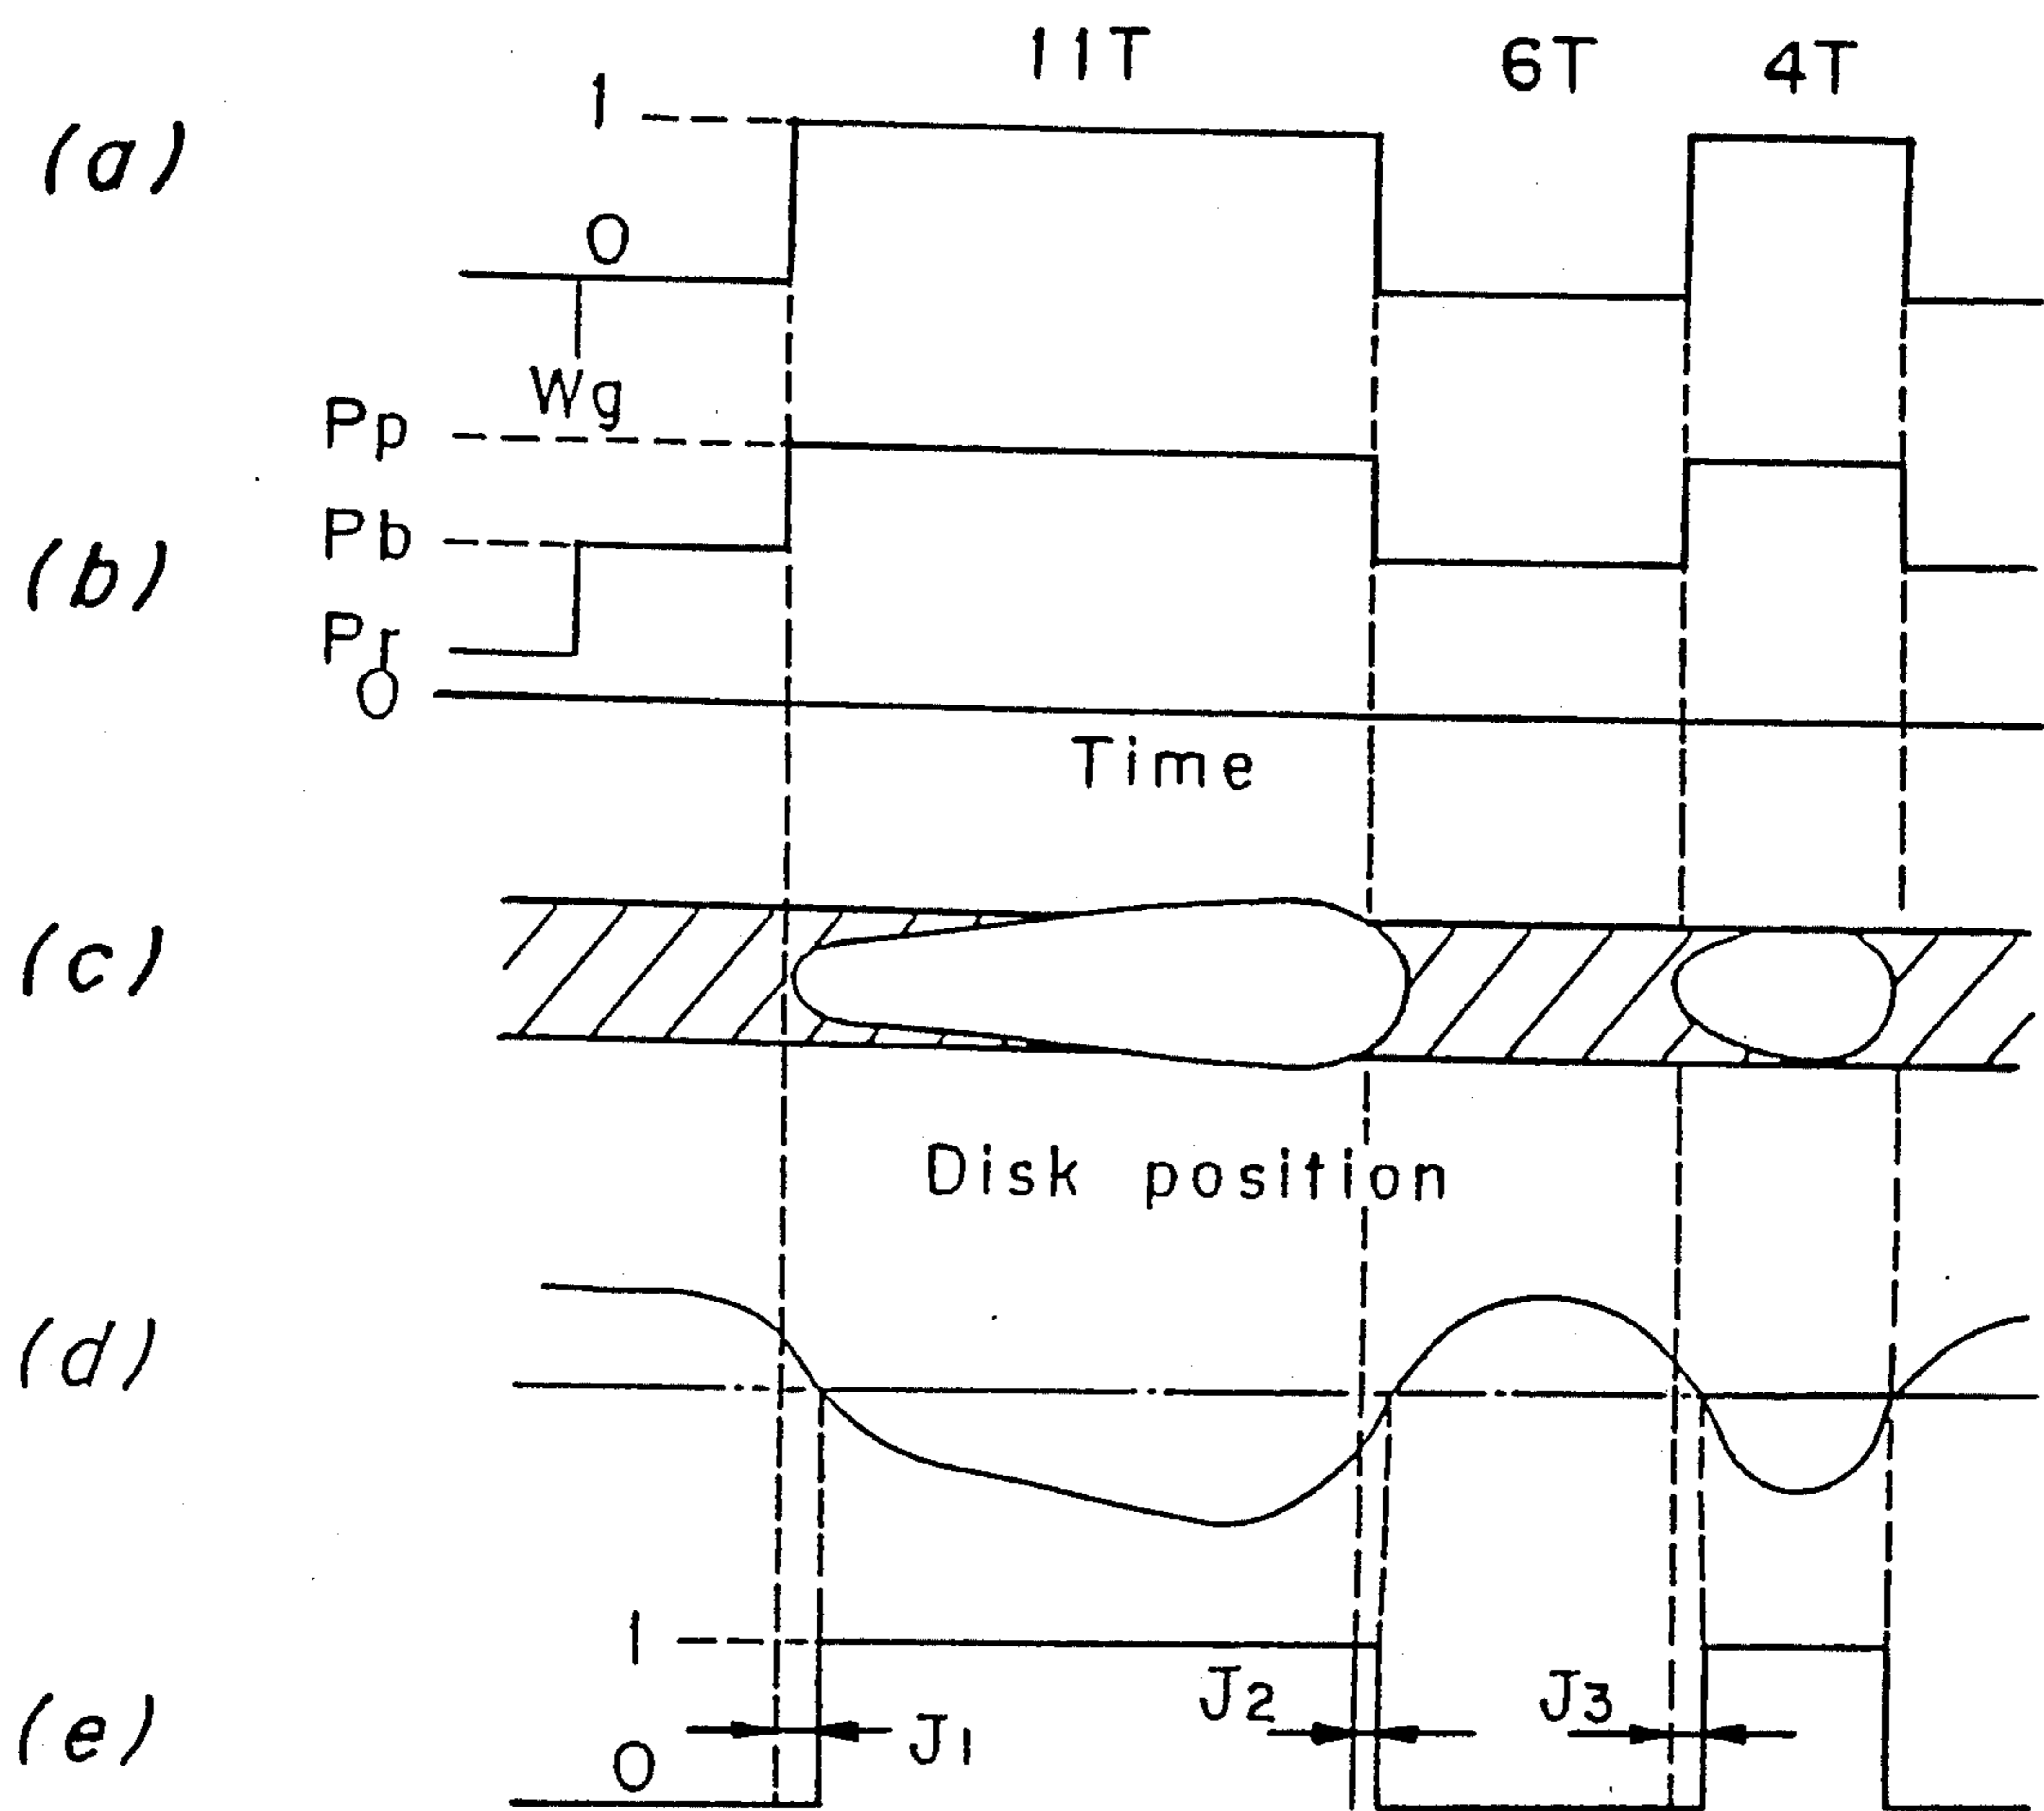 11T 6T 4T
(a) 1
0
Wg
Pp
Pb
(b)
Pr
0
Time
(c)
Disk position
(d)
1
J2 J3
(e) J1
0